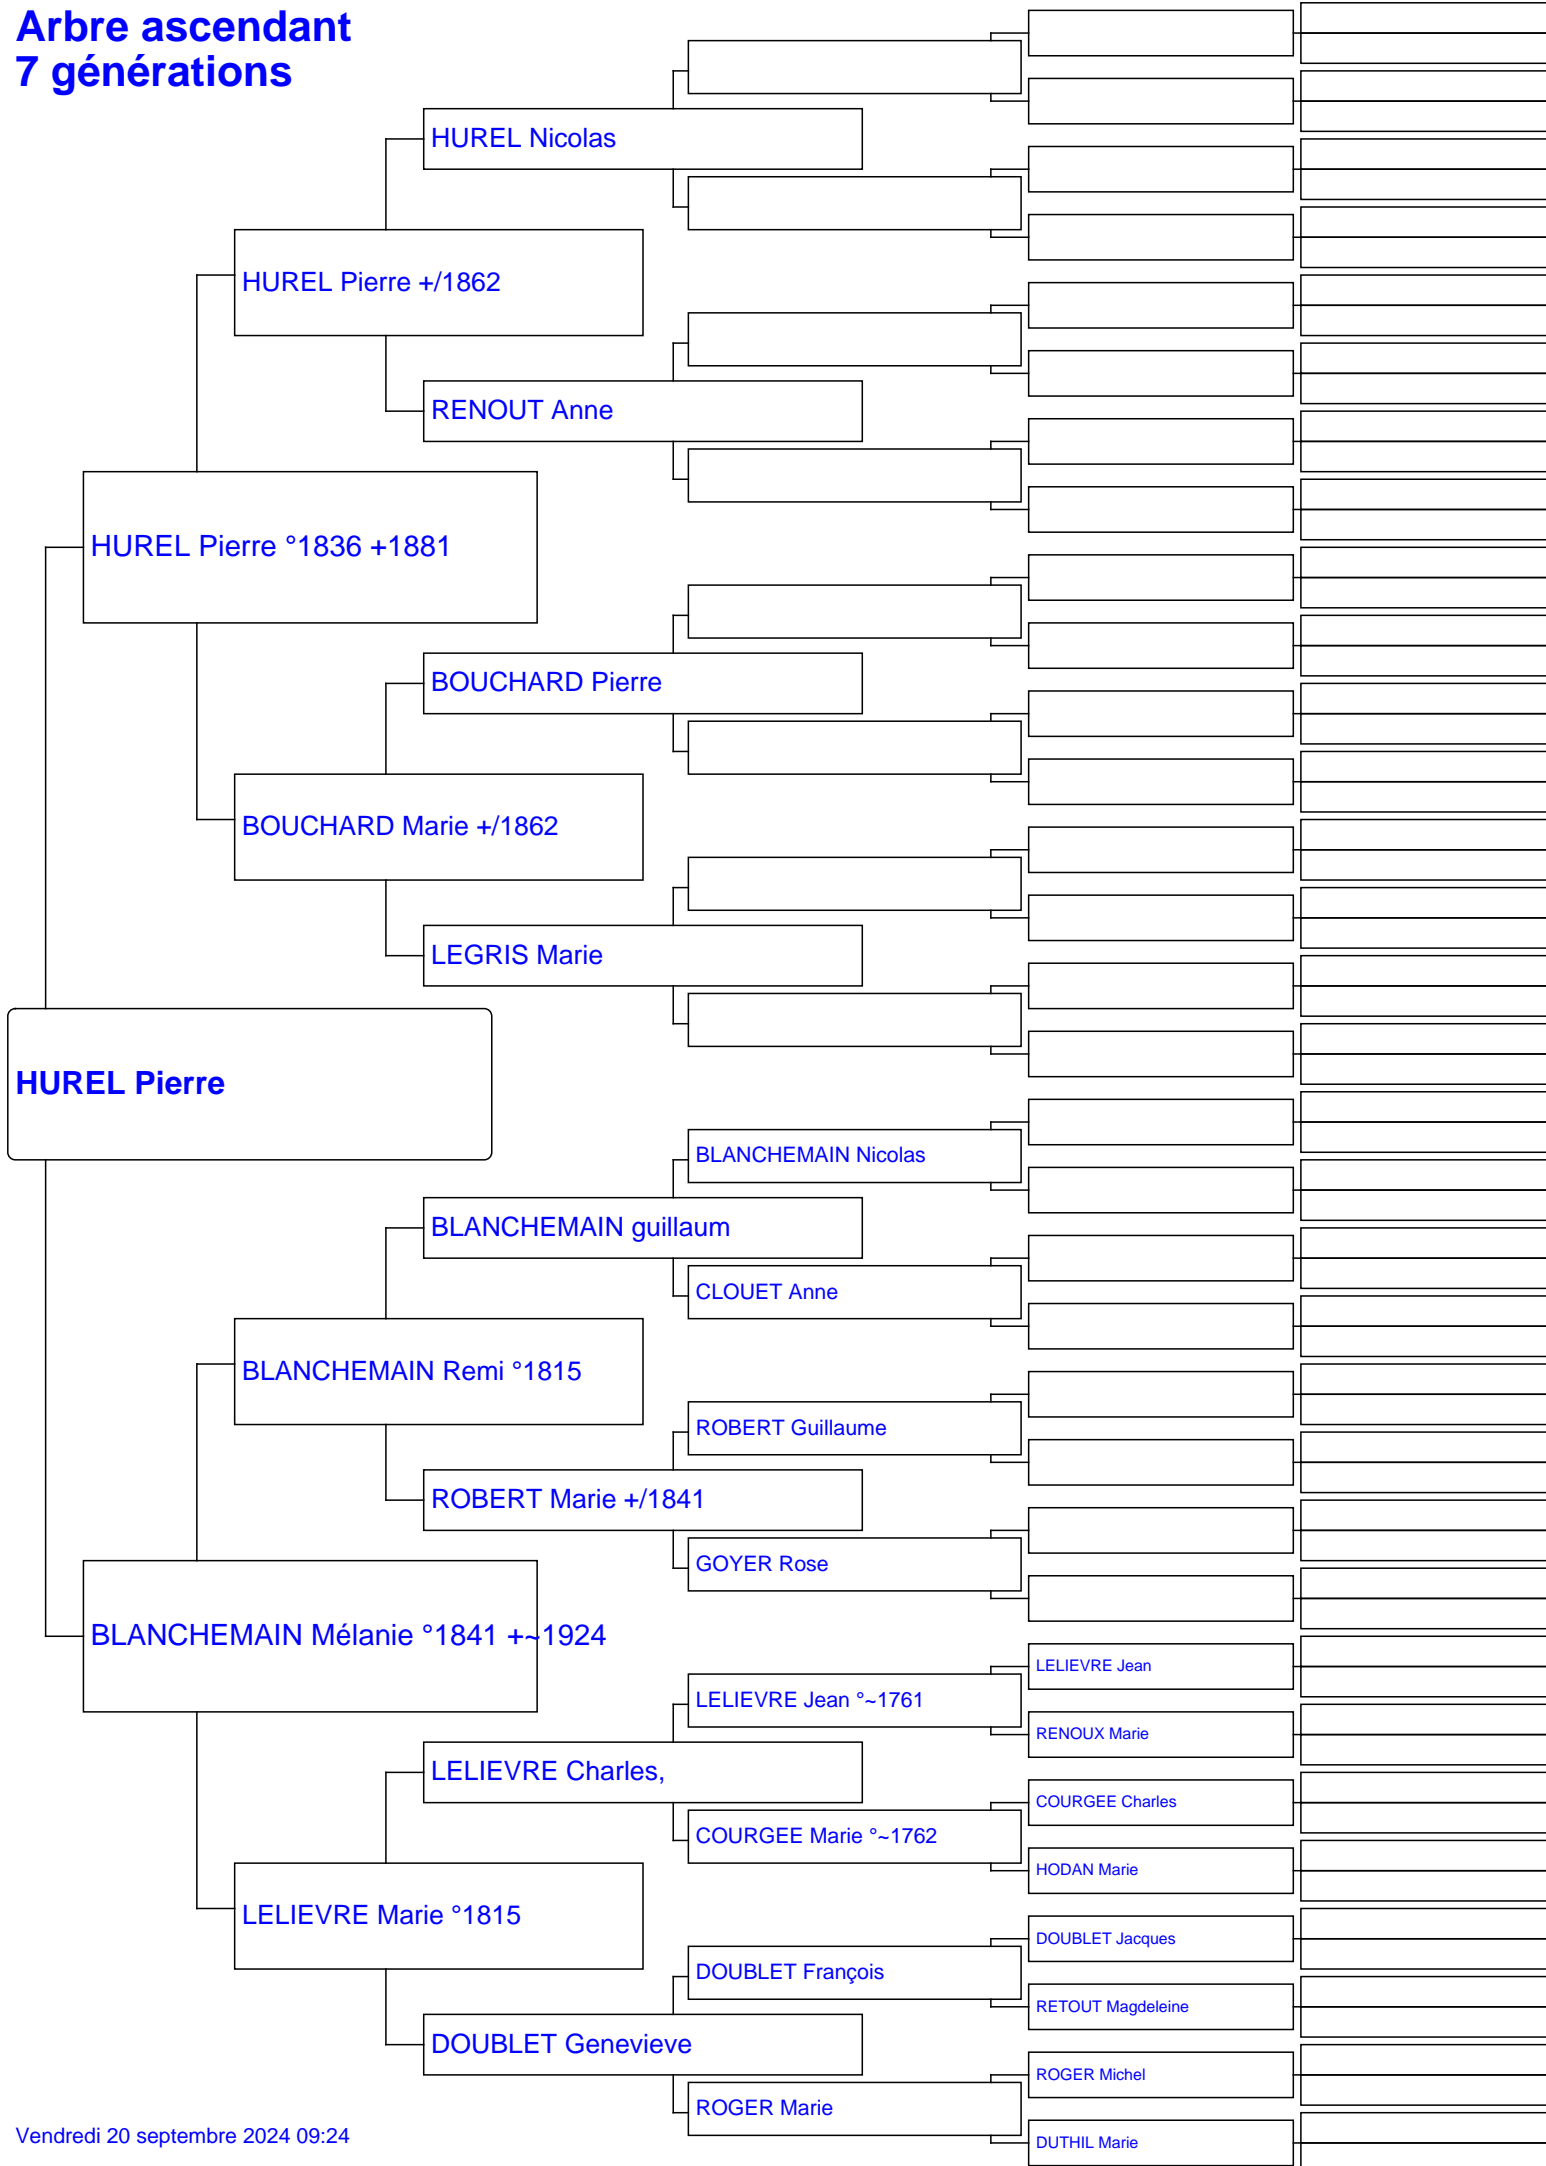 Arbre ascendant
7 générations
HUREL Nicolas
HUREL Pierre +/1862
RENOUT Anne
HUREL Pierre °1836 +1881
BOUCHARD Pierre
BOUCHARD Marie +/1862
LEGRIS Marie
HUREL Pierre
BLANCHEMAIN Nicolas
BLANCHEMAIN guillaum
CLOUET Anne
BLANCHEMAIN Remi °1815
ROBERT Guillaume
ROBERT Marie +/1841
GOYER Rose
BLANCHEMAIN Mélanie °1841 +~1924
LELIEVRE Jean
LELIEVRE Jean °~1761
RENOUX Marie
LELIEVRE Charles,
COURGEE Charles
COURGEE Marie °~1762
HODAN Marie
LELIEVRE Marie °1815
DOUBLET Jacques
DOUBLET François
RETOUT Magdeleine
DOUBLET Genevieve
ROGER Michel
ROGER Marie
DUTHIL Marie
Vendredi 20 septembre 2024 09:24